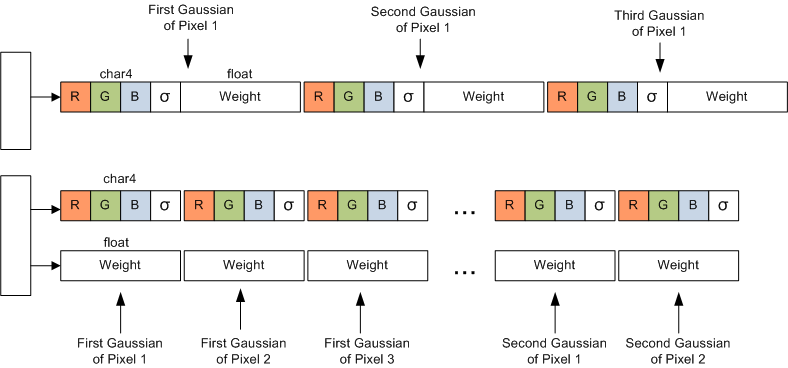 First Gaussian
of Pixel 1
Second Gaussian
of Pixel 1
Third Gaussian
of Pixel 1
char4 float
R G B σ Weight R G B σ Weight R G B σ Weight
char4
R G B σ R G B σ R G B σ ... R G B σ R G B σ
float
Weight Weight Weight ... Weight Weight
First Gaussian
of Pixel 1
First Gaussian
of Pixel 2
First Gaussian
of Pixel 3
Second Gaussian
of Pixel 1
Second Gaussian
of Pixel 2